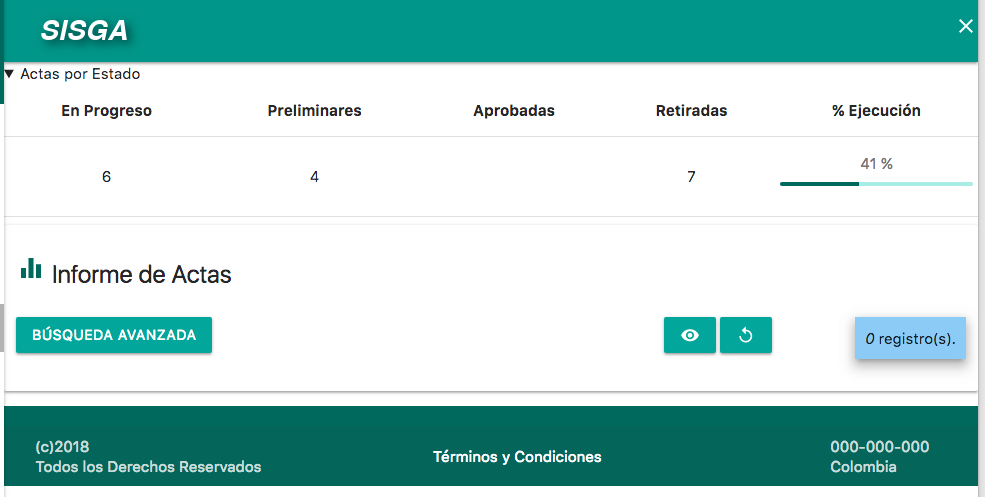 SISGA
Actas por Estado
En Progreso Preliminares Aprobadas Retiradas % Ejecución
6 4 7 41 %
Informe de Actas
BÚSQUEDA AVANZADA
0 registro(s).
(c)2018
Todos los Derechos Reservados
Términos y Condiciones
000-000-000
Colombia